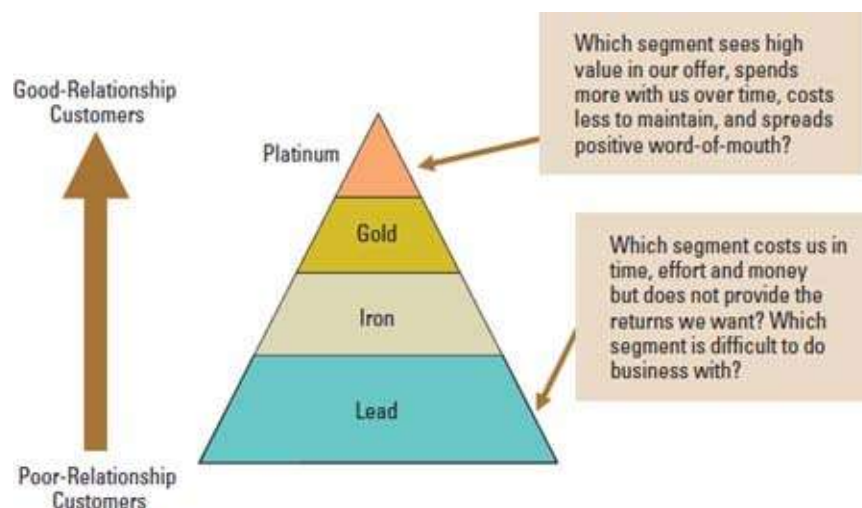 Good-Relationship
Customers
Poor-Relationship
Customers
Platinum
Gold
Iron
Lead
Which segment sees high
value in our offer, spends
more with us over time, costs
less to maintain, and spreads
positive word-of-mouth?
Which segment costs us in
time, effort and money
but does not provide the
returns we want? Which
segment is difficult to do
business with?